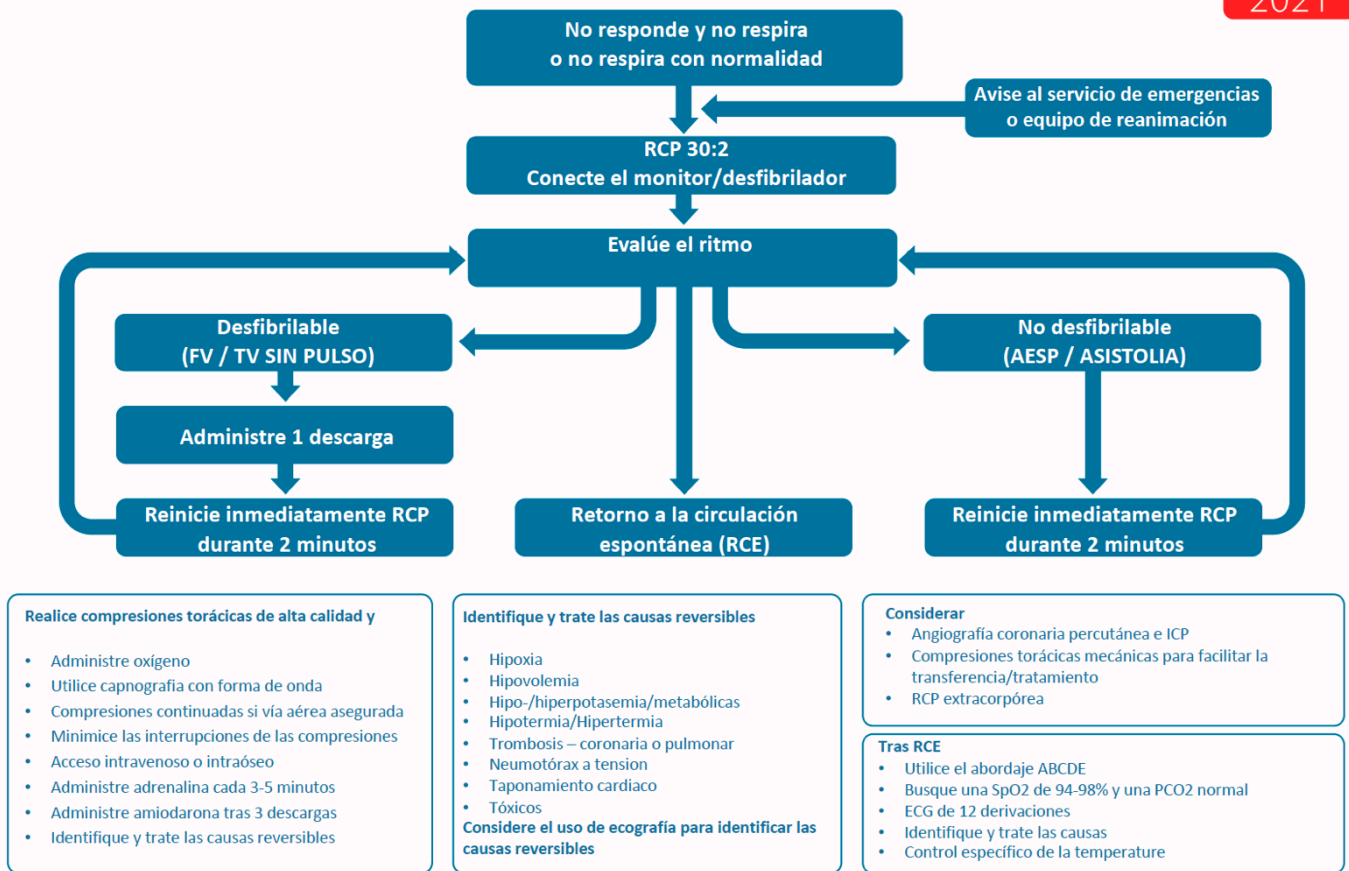 2021
No responde y no respira
o no respira con normalidad
Avise al servicio de emergencias
o equipo de reanimación
RCP 30:2
Conecte el monitor/desfibrilador
Evalúe el ritmo
Desfibrilable
(FV / TV SIN PULSO)
No desfibrilable
(AESP / ASISTOLIA)
Administre 1 descarga
Reinicie inmediatamente RCP
durante 2 minutos
Retorno a la circulación
espontánea (RCE)
Reinicie inmediatamente RCP
durante 2 minutos
Realice compresiones torácicas de alta calidad y
• Administre oxígeno
• Utilice capnografia con forma de onda
• Compresiones continuadas si vía aérea asegurada
• Minimice las interrupciones de las compresiones
• Acceso intravenoso o intraóseo
• Administre adrenalina cada 3-5 minutos
• Administre amiodarona tras 3 descargas
• Identifique y trate las causas reversibles
Identifique y trate las causas reversibles
• Hipoxia
• Hipovolemia
• Hipo-/hiperpotasemia/metabólicas
• Hipotermia/Hipertermia
• Trombosis – coronaria o pulmonar
• Neumotórax a tension
• Taponamiento cardiaco
• Tóxicos
Considere el uso de ecografía para identificar las
causas reversibles
Considerar
• Angiografía coronaria percutánea e ICP
• Compresiones torácicas mecánicas para facilitar la
transferencia/tratamiento
• RCP extracorpórea
Tras RCE
• Utilice el abordaje ABCDE
• Busque una SpO2 de 94-98% y una PCO2 normal
• ECG de 12 derivaciones
• Identifique y trate las causas
• Control específico de la temperature